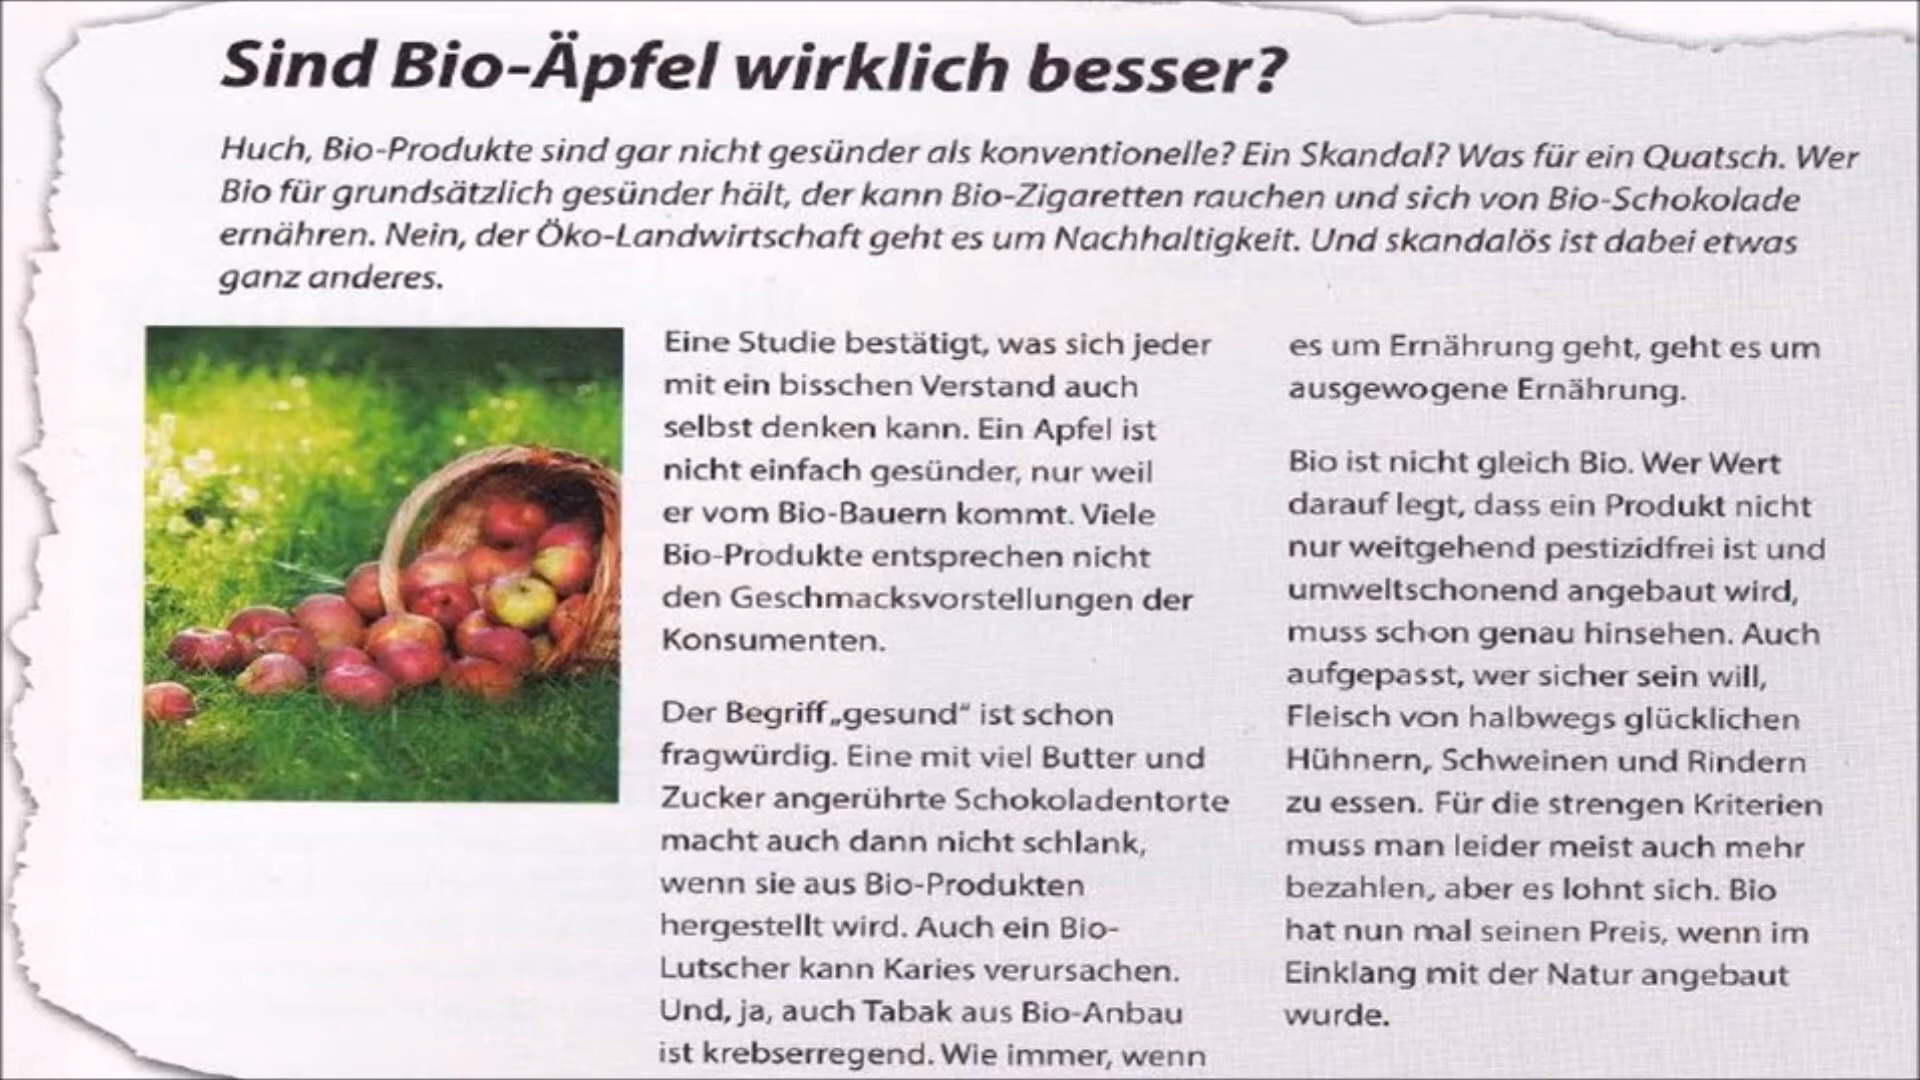 Sind Bio-Äpfel wirklich besser?
Huch, Bio-Produkte sind gar nicht gesünder als konventionelle? Ein Skandal? Was für ein Quatsch. Wer
Bio für grundsätzlich gesünder hält, der kann Bio-Zigaretten rauchen und sich von Bio-Schokolade
ernähren. Nein, der Öko-Landwirtschaft geht es um Nachhaltigkeit. Und skandalös ist dabei etwas
ganz anderes.
Eine Studie bestätigt, was sich jeder
mit ein bisschen Verstand auch
selbst denken kann. Ein Apfel ist
nicht einfach gesünder, nur weil
er vom Bio-Bauern kommt. Viele
Bio-Produkte entsprechen nicht
den Geschmacksvorstellungen der
Konsumenten.
Der Begriff „gesund“ ist schon
fragwürdig. Eine mit viel Butter und
Zucker angerührte Schokoladentorte
macht auch dann nicht schlank,
wenn sie aus Bio-Produkten
hergestellt wird. Auch ein Bio-
Lutscher kann Karies verursachen.
Und, ja, auch Tabak aus Bio-Anbau
ist krebserregend. Wie immer, wenn
es um Ernährung geht, geht es um
ausgewogene Ernährung.
Bio ist nicht gleich Bio. Wer Wert
darauf legt, dass ein Produkt nicht
nur weitgehend pestizidfrei ist und
umweltschonend angebaut wird,
muss schon genau hinsehen. Auch
aufgepasst, wer sicher sein will,
Fleisch von halbwegs glücklichen
Hühnern, Schweinen und Rindern
zu essen. Für die strengen Kriterien
muss man leider meist auch mehr
bezahlen, aber es lohnt sich. Bio
hat nun mal seinen Preis, wenn im
Einklang mit der Natur angebaut
wurde.